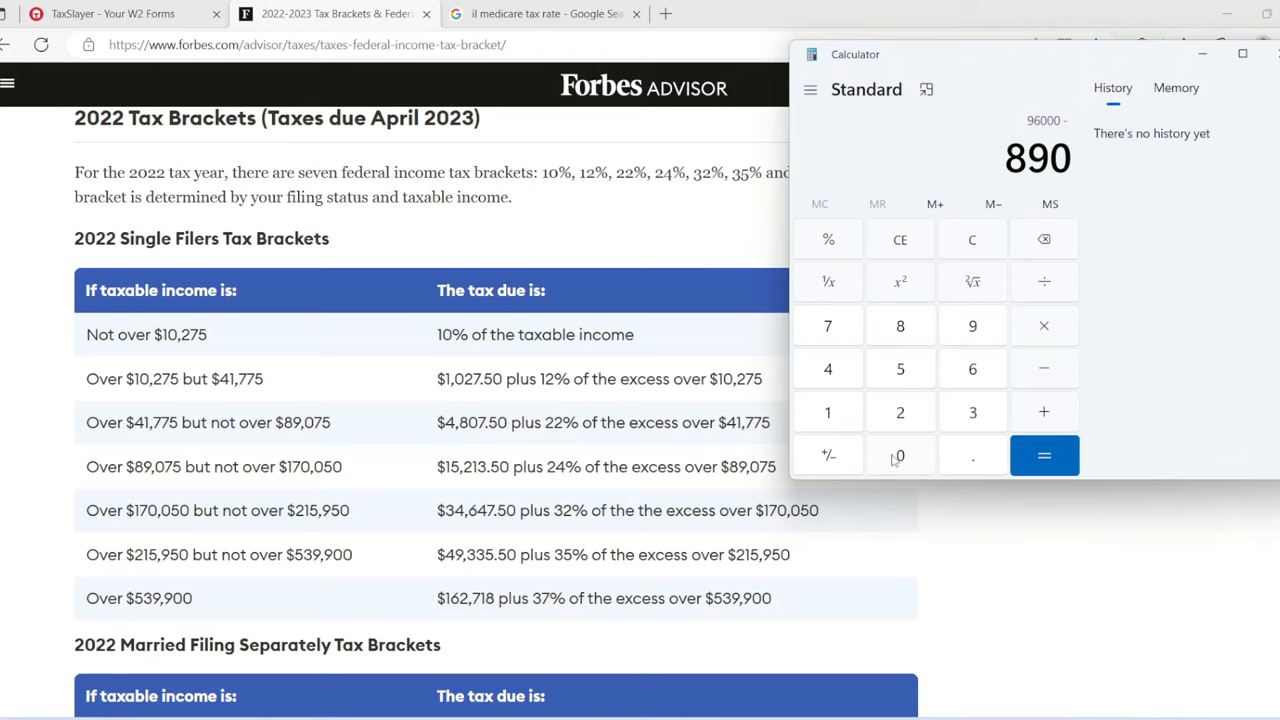 TaxSlayer - Your W2 Forms
2022-2023 Tax Brackets & Feder
il medicare tax rate - Google Sea
https://www.forbes.com/advisor/taxes/taxes-federal-income-tax-bracket/
Forbes ADVISOR
2022 Tax Brackets (Taxes due April 2023)
For the 2022 tax year, there are seven federal income tax brackets: 10%, 12%, 22%, 24%, 32%, 35% and
bracket is determined by your filing status and taxable income.
2022 Single Filers Tax Brackets
If taxable income is: The tax due is:
Not over $10,275 10% of the taxable income
Over $10,275 but $41,775 $1,027.50 plus 12% of the excess over $10,275
Over $41,775 but not over $89,075 $4,807.50 plus 22% of the excess over $41,775
Over $89,075 but not over $170,050 $15,213.50 plus 24% of the excess over $89,075
Over $170,050 but not over $215,950 $34,647.50 plus 32% of the the excess over $170,050
Over $215,950 but not over $539,900 $49,335.50 plus 35% of the excess over $215,950
Over $539,900 $162,718 plus 37% of the excess over $539,900
2022 Married Filing Separately Tax Brackets
If taxable income is: The tax due is:
Calculator
Standard
History Memory
There's no history yet
96000 -
890
MC MR M+ M− MS
% CE C
¹/x x² ²√x ÷
7 8 9 ×
4 5 6 −
1 2 3 +
+/− 0 . =